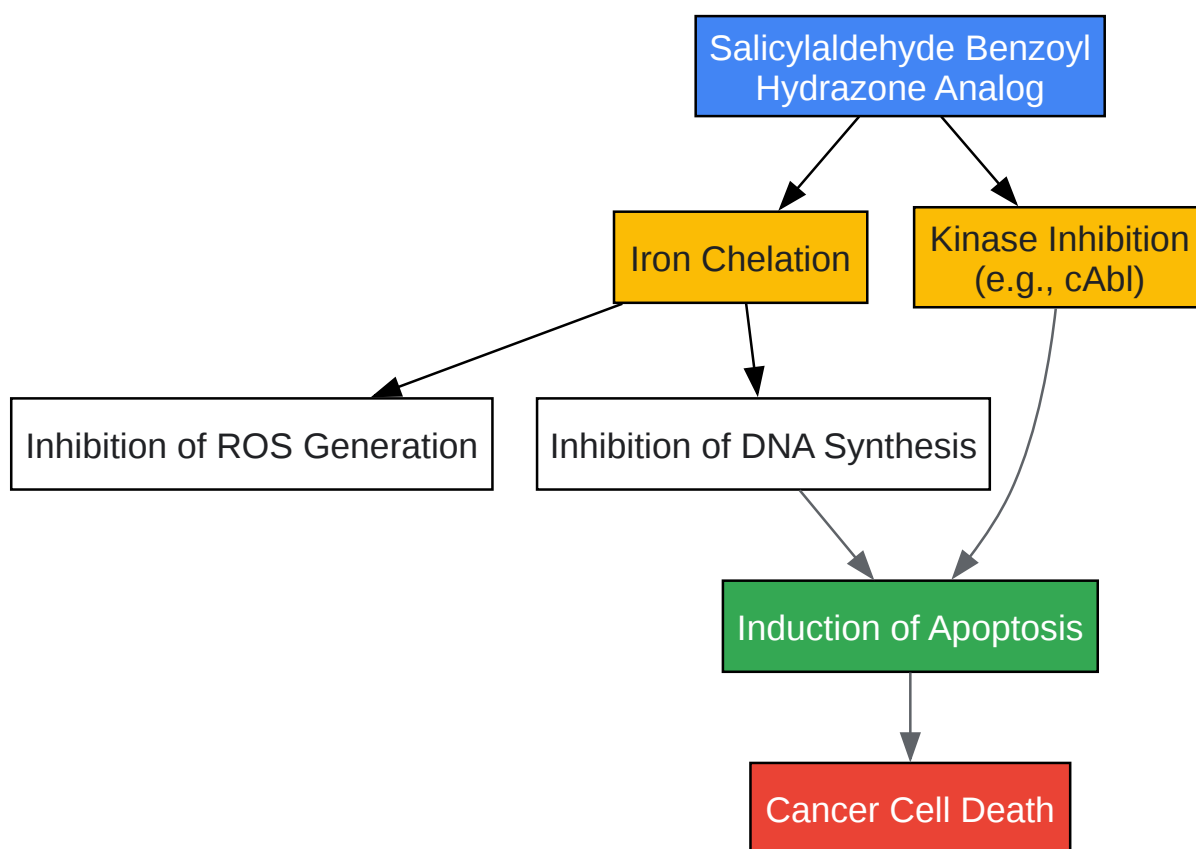 Salicylaldehyde Benzoyl
Hydrazone Analog
Iron Chelation
Kinase Inhibition
(e.g., cAbl)
Inhibition of ROS Generation
Inhibition of DNA Synthesis
Induction of Apoptosis
Cancer Cell Death